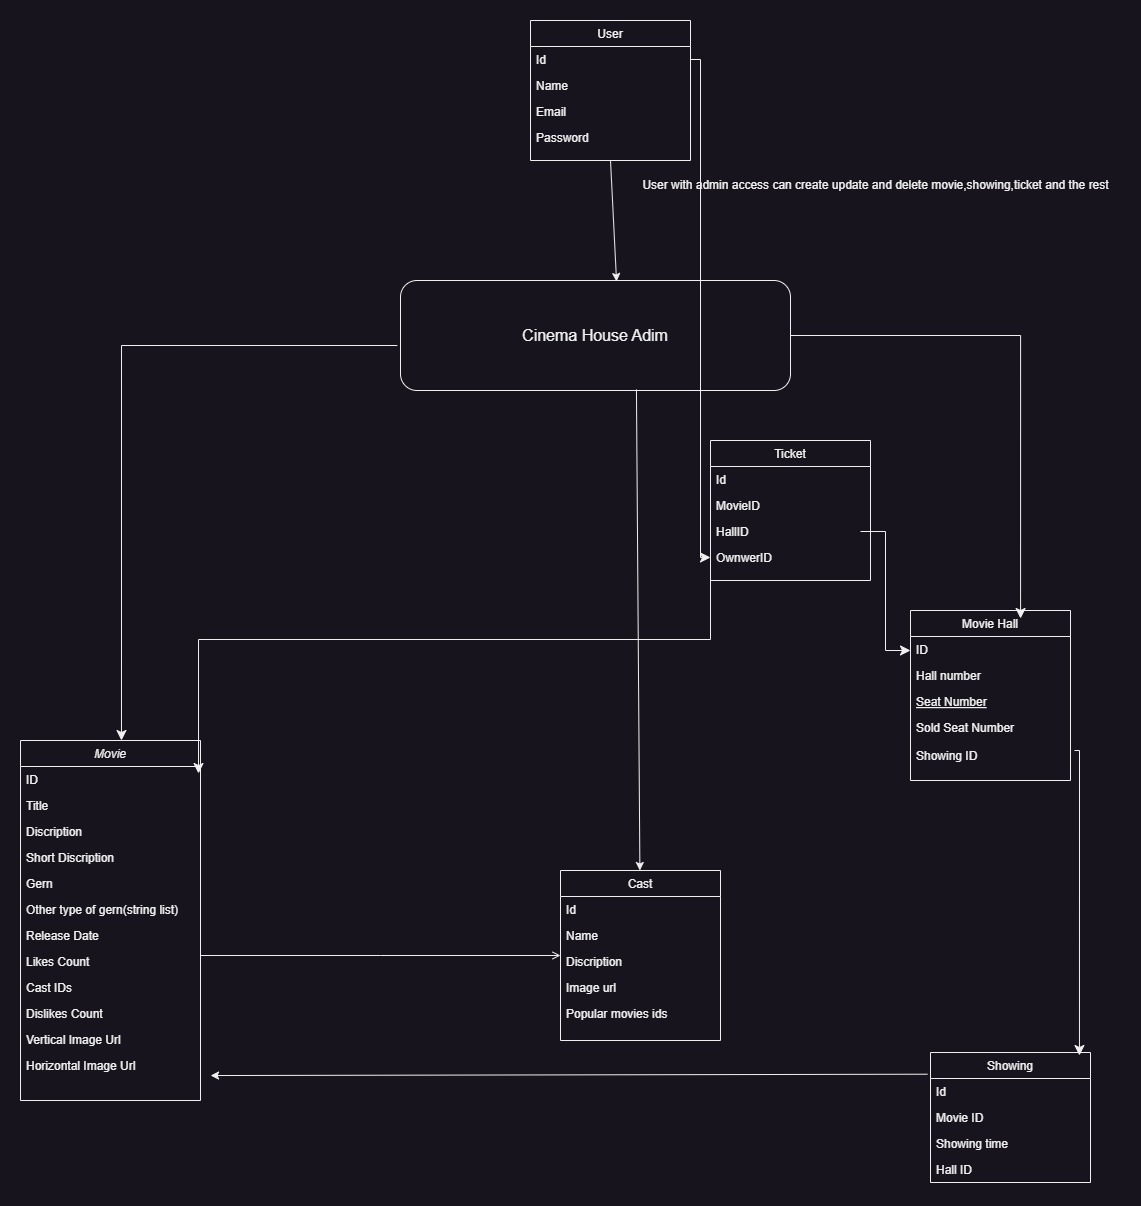 User
Id
Name
Email
Password
User with admin access can create update and delete movie,showing,ticket and the rest
Cinema House Adim
Ticket
Id
MovieID
HallID
OwnwerID
Movie Hall
ID
Hall number
Seat Number
Sold Seat Number
Showing ID
Movie
ID
Title
Discription
Short Discription
Gern
Other type of gern(string list)
Release Date
Likes Count
Cast IDs
Dislikes Count
Vertical Image Url
Horizontal Image Url
Cast
Id
Name
Discription
Image url
Popular movies ids
Showing
Id
Movie ID
Showing time
Hall ID